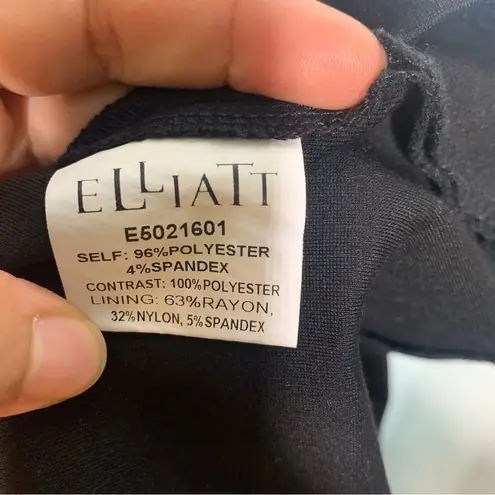 ELLIATT
E5021601
SELF: 96%POLYESTER
4%SPANDEX
CONTRAST: 100%POLYESTER
LINING: 63%RAYON,
32%NYLON, 5%SPANDEX